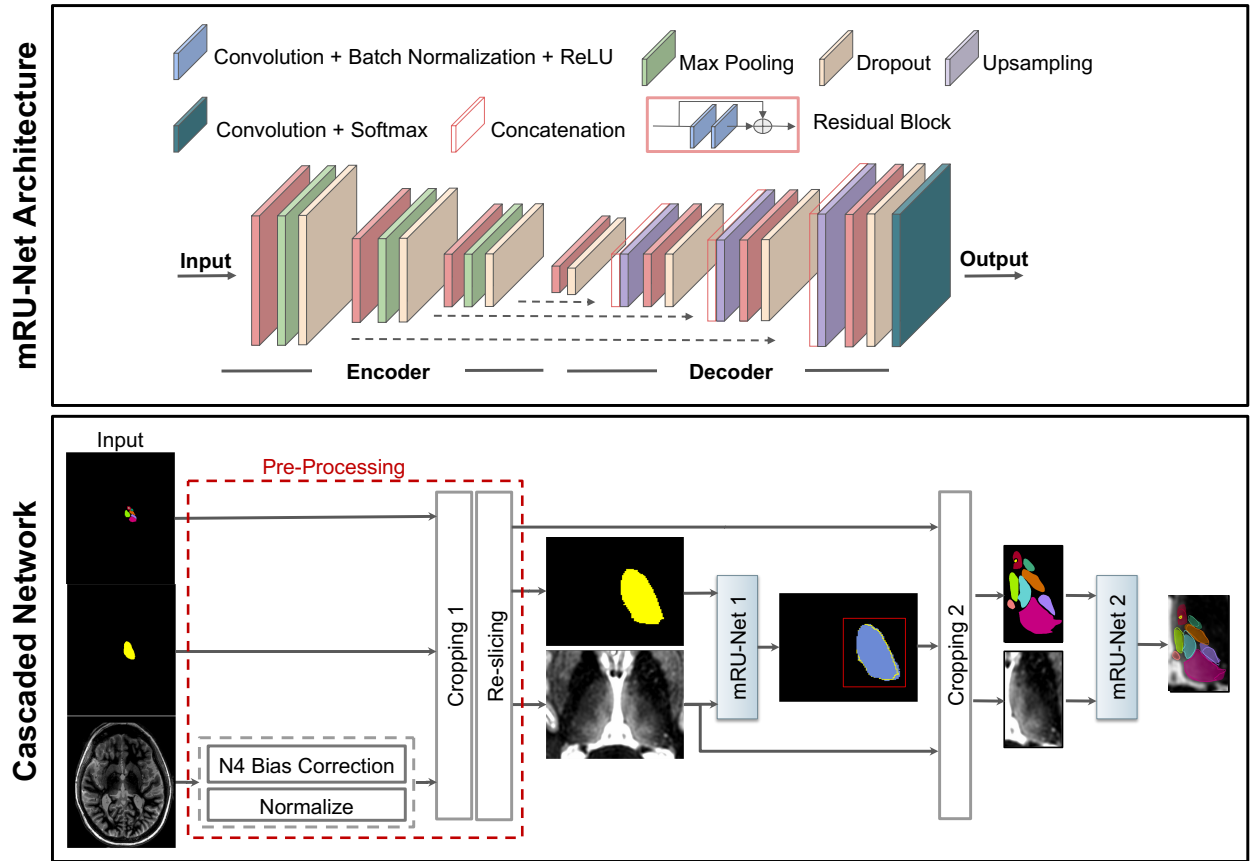 mRU-Net Architecture
Convolution + Batch Normalization + ReLU
Max Pooling
Dropout
Upsampling
Convolution + Softmax
Concatenation
Residual Block
Input
Output
Encoder
Decoder
Cascaded Network
Input
Pre-Processing
N4 Bias Correction
Normalize
Cropping 1
Re-slicing
mRU-Net 1
Cropping 2
mRU-Net 2